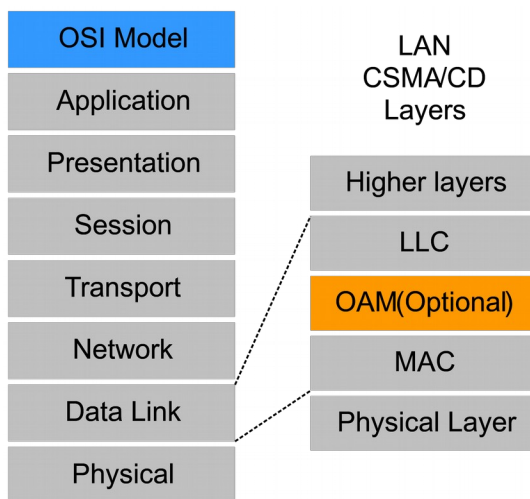 OSI Model
Application
Presentation
Session
Transport
Network
Data Link
Physical
LAN
CSMA/CD
Layers
Higher layers
LLC
OAM(Optional)
MAC
Physical Layer